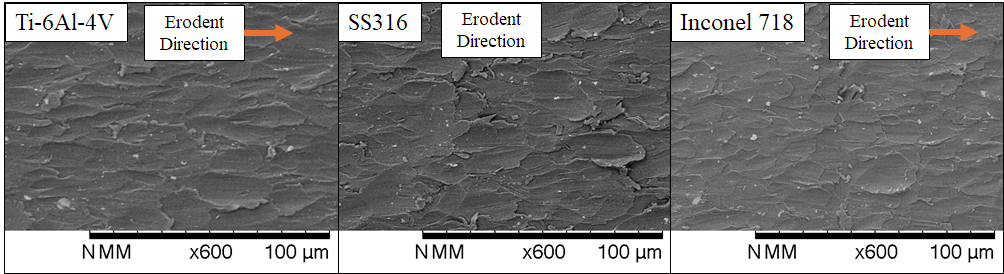 Ti-6Al-4V
Erodent
Direction
SS316
Erodent
Direction
Inconel 718
Erodent
Direction
NMM x600 100 µm
NMM x600 100 µm
NMM x600 100 µm